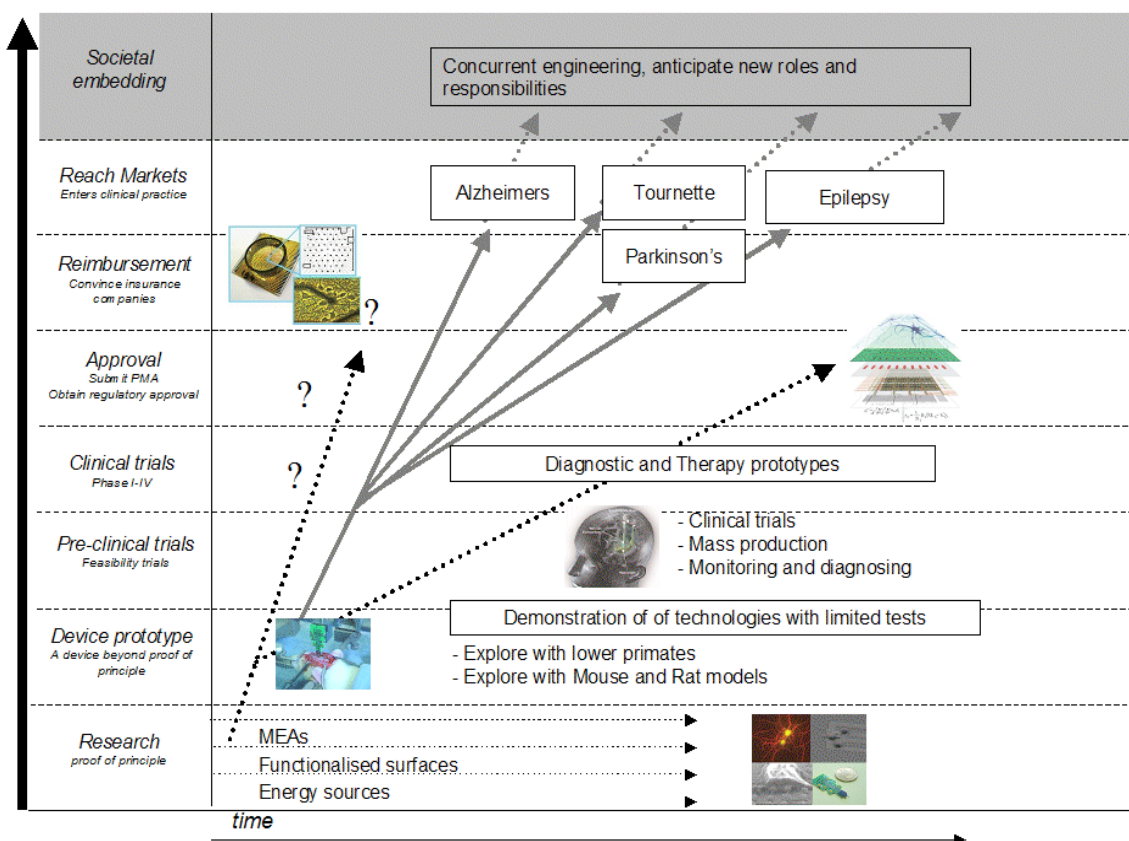 Societal
embedding
Concurrent engineering, anticipate new roles and
responsibilities
Reach Markets
Enters clinical practice
Alzheimers
Tournette
Epilepsy
Reimbursement
Convince insurance
companies
Parkinson's
?
Approval
Submit PMA
Obtain regulatory approval
?
Clinical trials
Phase I-IV
?
Diagnostic and Therapy prototypes
Pre-clinical trials
Feasibility trials
- Clinical trials
- Mass production
- Monitoring and diagnosing
Device prototype
A device beyond proof of
principle
Demonstration of of technologies with limited tests
- Explore with lower primates
- Explore with Mouse and Rat models
Research
proof of principle
MEAs
Functionalised surfaces
Energy sources
time